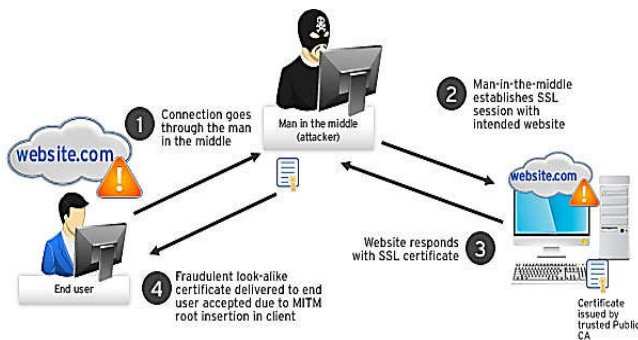 Man in the middle
(attacker)
1
Connection goes
through the man
in the middle
2
Man-in-the-middle
establishes SSL
session with
intended website
website.com
website.com
End user
4
Fraudulent look-alike
certificate delivered to end
user accepted due to MITM
root insertion in client
Website responds
with SSL certificate
3
Certificate
issued by
trusted Public
CA